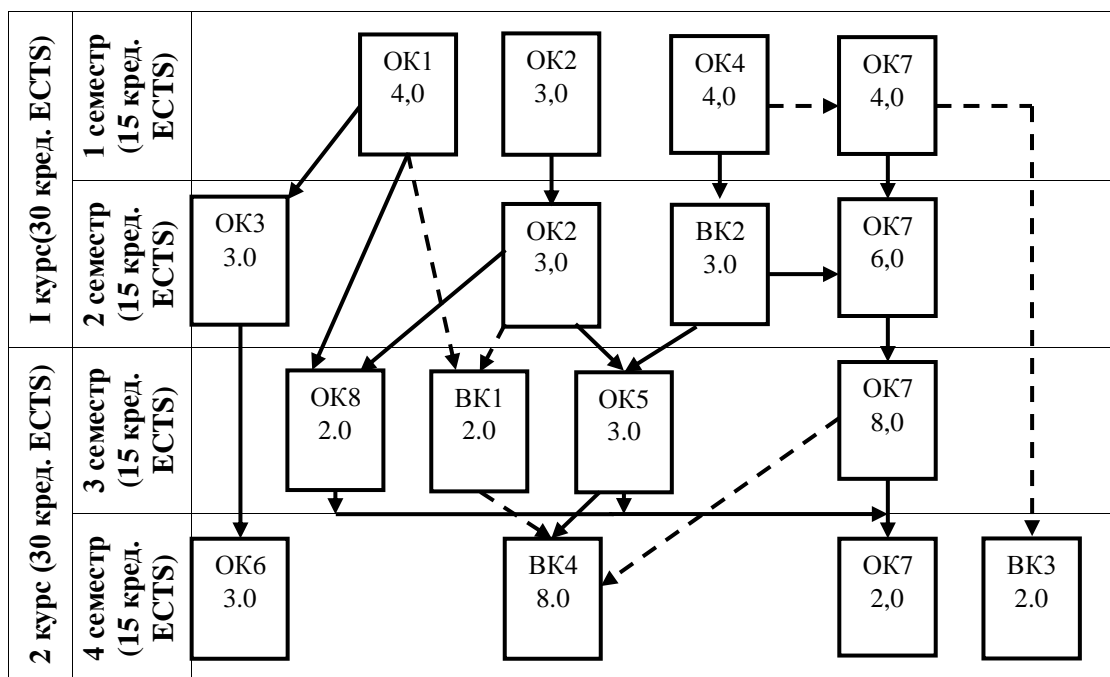 I курс(30 кред. ECTS)
1 семестр
(15 кред.
ECTS)
ОК1
4,0
ОК2
3,0
ОК4
4,0
ОК7
4,0
2 семестр
(15 кред.
ECTS)
ОК3
3.0
ОК2
3,0
ВК2
3.0
ОК7
6,0
2 курс (30 кред. ECTS)
3 семестр
(15 кред.
ECTS)
ОК8
2.0
ВК1
2.0
ОК5
3.0
ОК7
8,0
4 семестр
(15 кред.
ECTS)
ОК6
3.0
ВК4
8.0
ОК7
2,0
ВК3
2.0